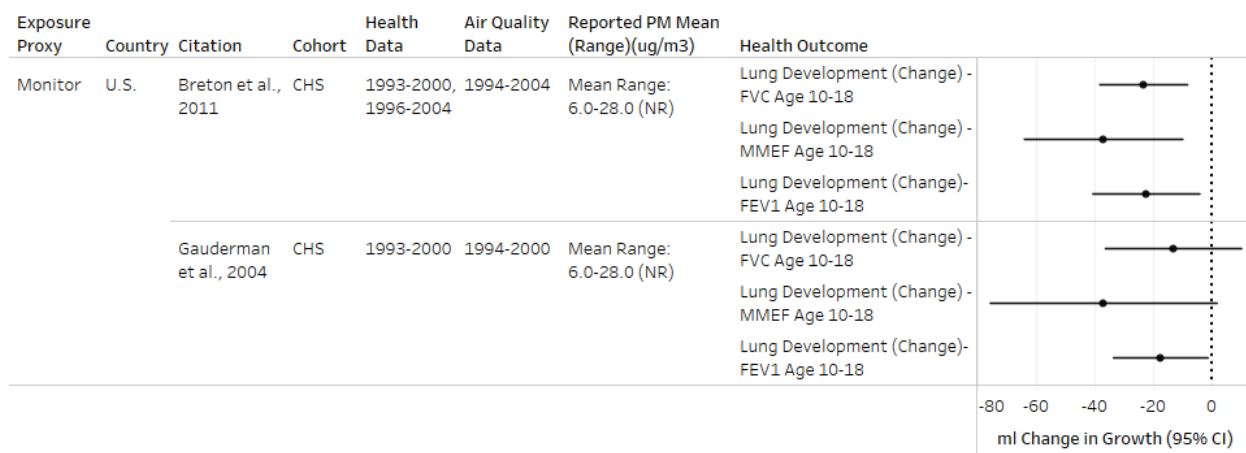 Exposure Proxy Country Citation Cohort Health Data Air Quality Data Reported PM Mean (Range)(ug/m3) Health Outcome
Monitor U.S. Breton et al., 2011 CHS 1993-2000, 1996-2004 1994-2004 Mean Range: 6.0-28.0 (NR)
Lung Development (Change) -
FVC Age 10-18
Lung Development (Change) -
MMEF Age 10-18
Lung Development (Change)-
FEV1 Age 10-18
Gauderman et al., 2004 CHS 1993-2000 1994-2000 Mean Range: 6.0-28.0 (NR)
Lung Development (Change) -
FVC Age 10-18
Lung Development (Change) -
MMEF Age 10-18
Lung Development (Change)-
FEV1 Age 10-18
-80 -60 -40 -20 0
ml Change in Growth (95% CI)